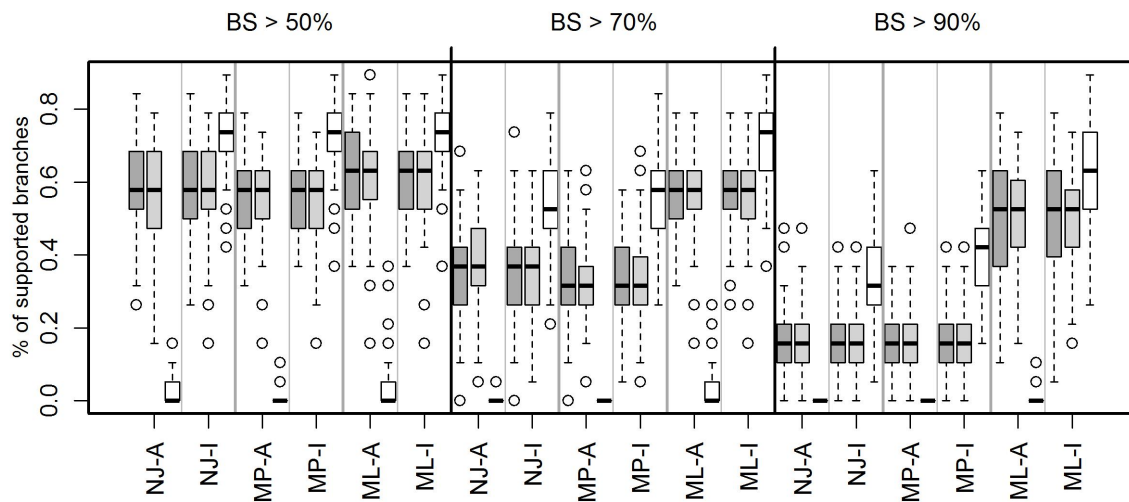 BS > 50% BS > 70% BS > 90%
% of supported branches
0.8
0.6
0.4
0.2
0.0
NJ-A NJ-I MP-A MP-I ML-A ML-I NJ-A NJ-I MP-A MP-I ML-A ML-I NJ-A NJ-I MP-A MP-I ML-A ML-I